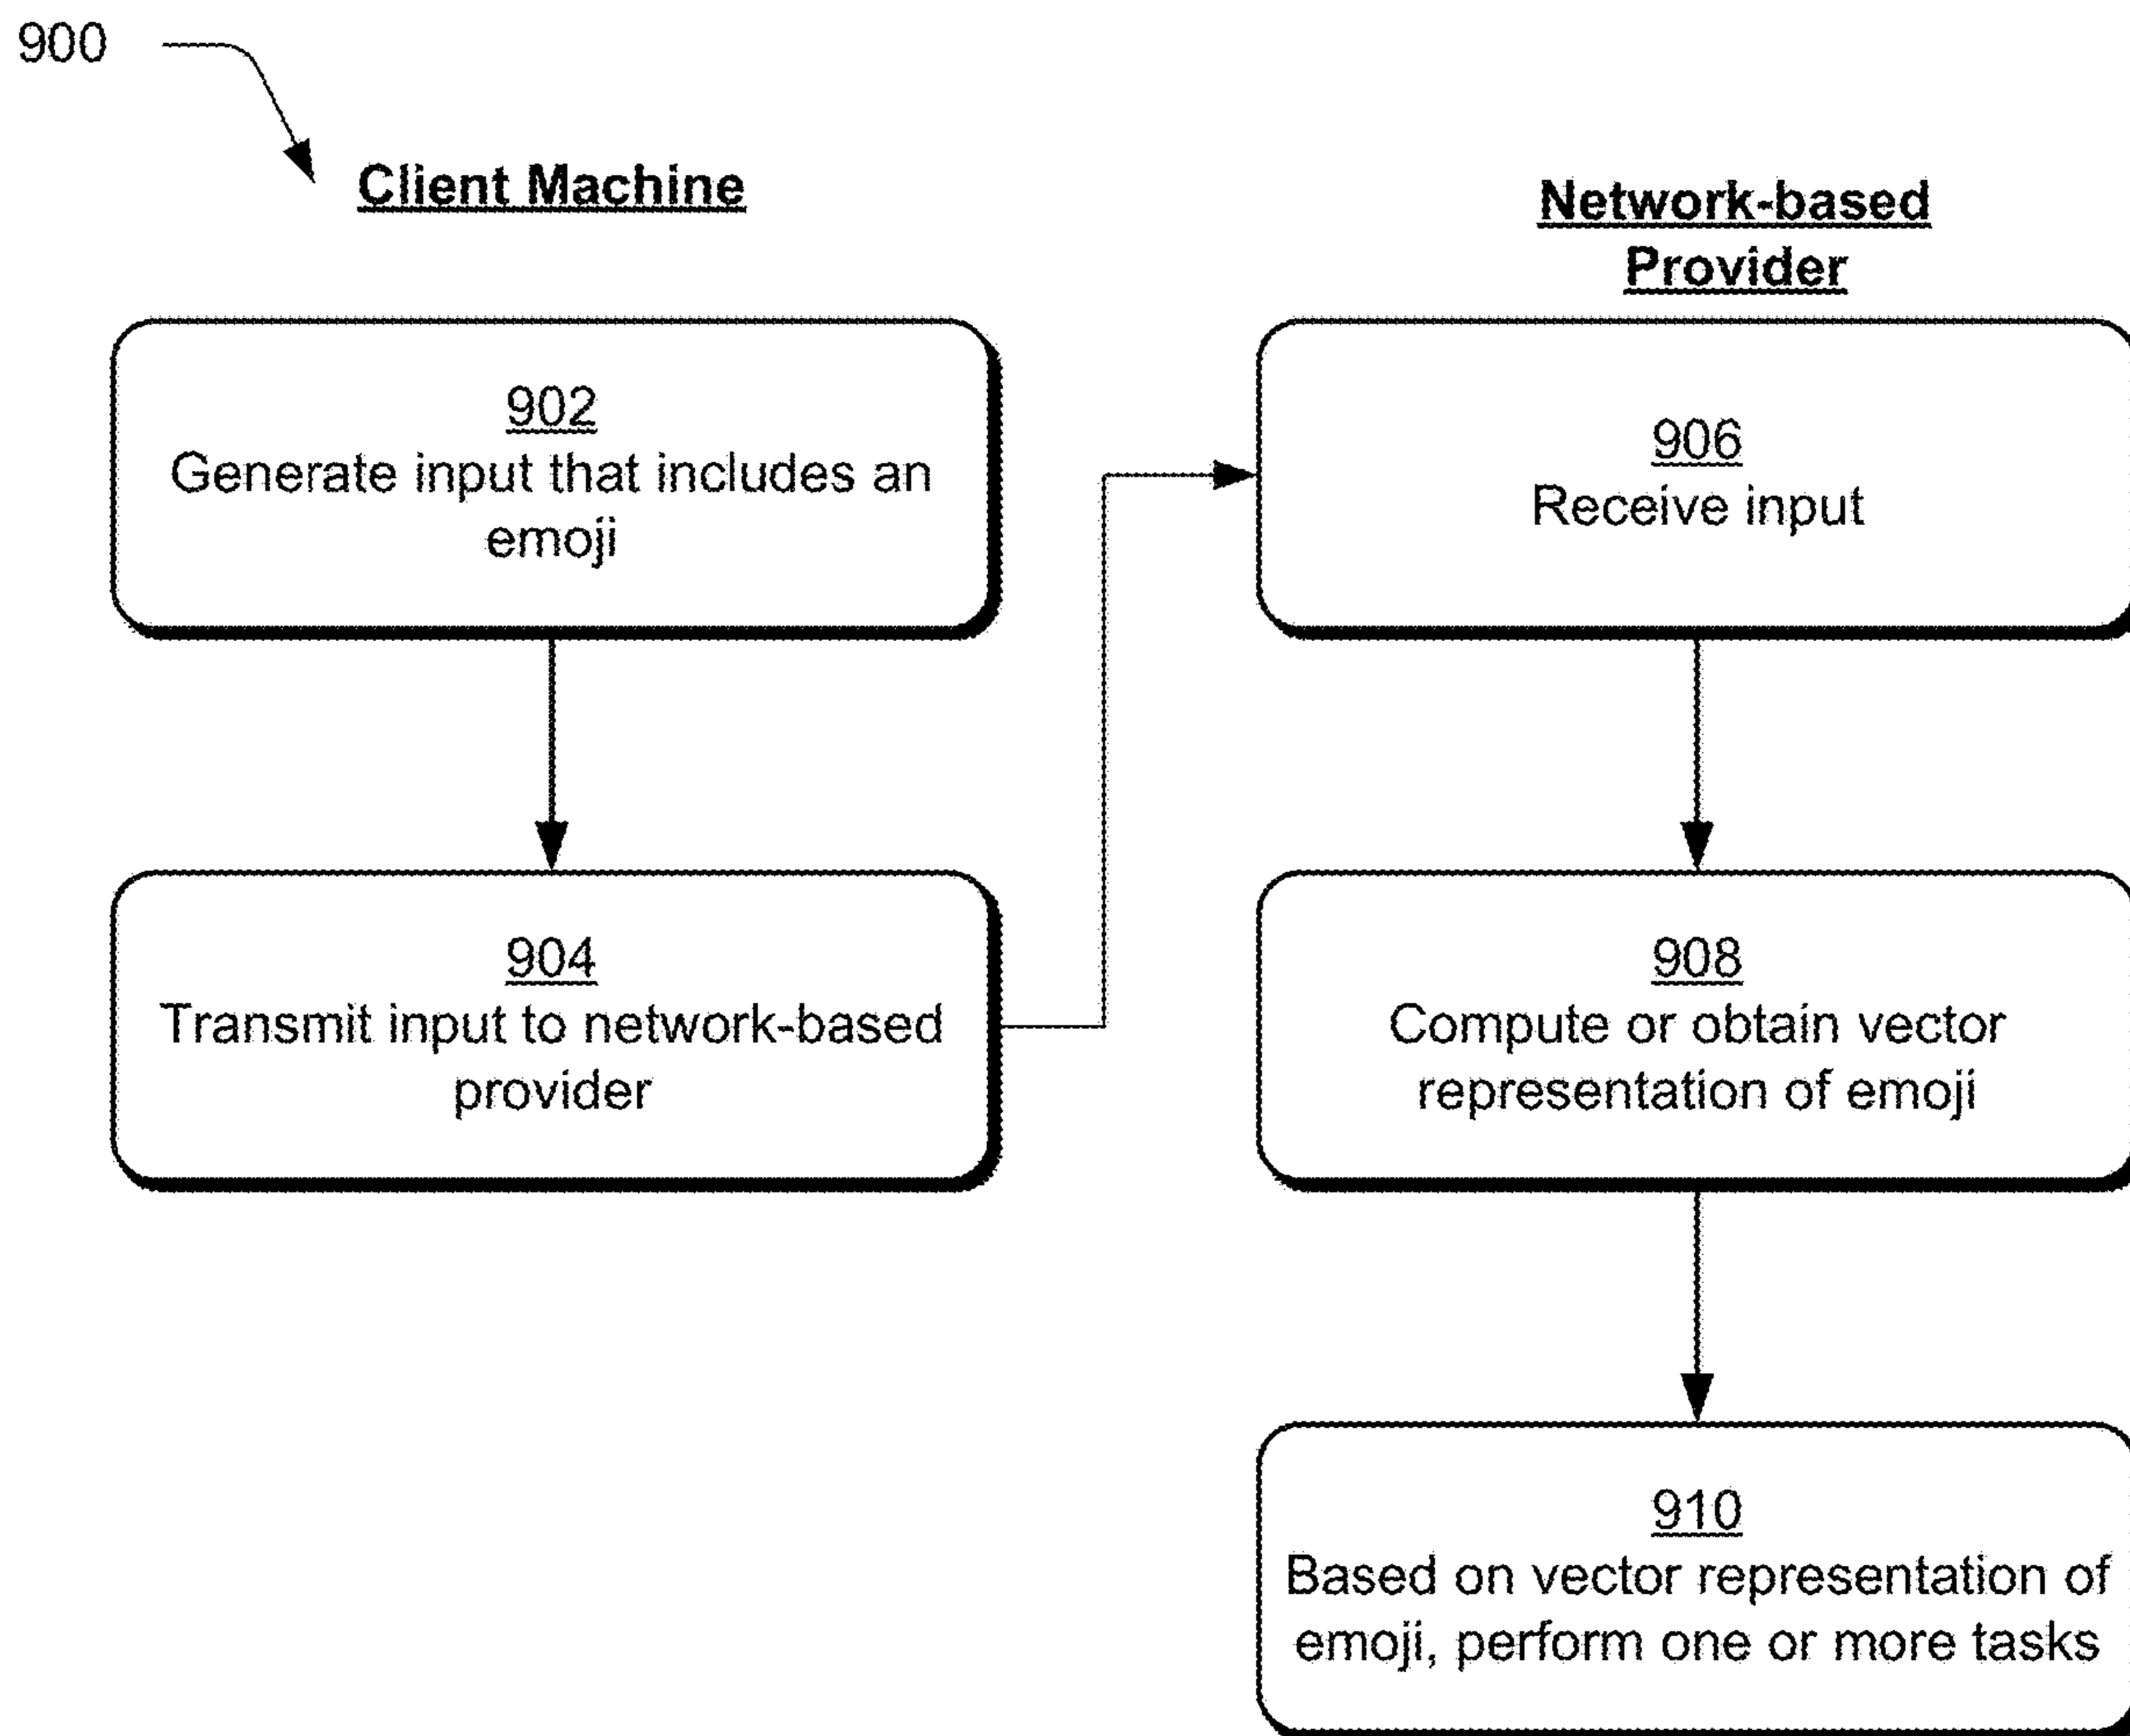 900
Client Machine
902
Generate input that includes an
emoji
904
Transmit input to network-based
provider
Network-based
Provider
906
Receive input
908
Compute or obtain vector
representation of emoji
910
Based on vector representation of
emoji, perform one or more tasks